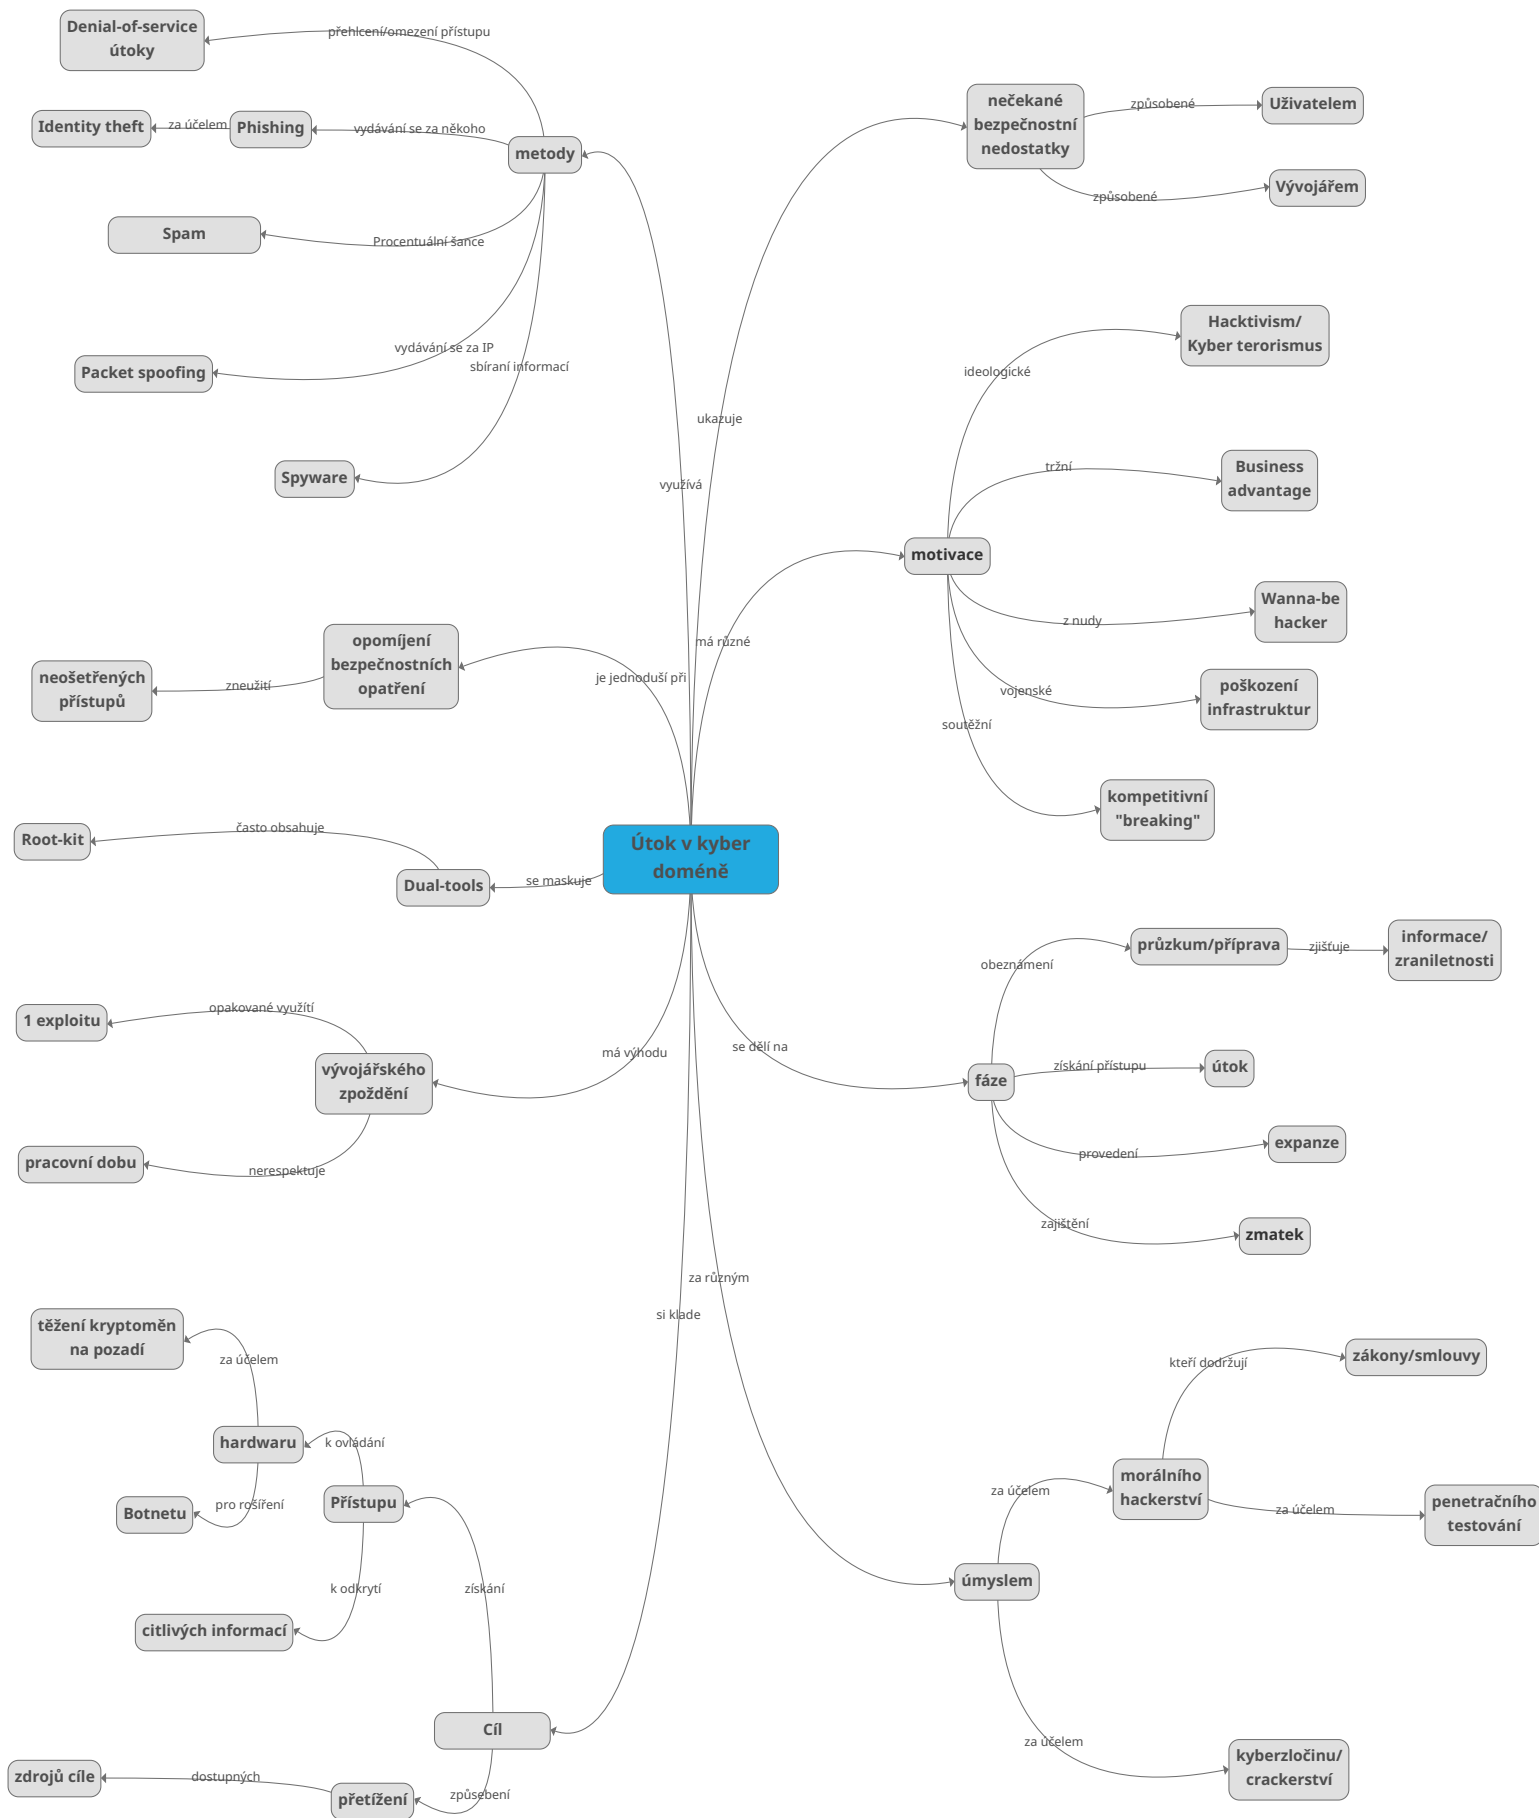 Denial-of-service
útoky
přehlcení/omezení přístupu
Identity theft
za účelem
Phishing
vydávání se za někoho
metody
Spam
Procentuální šance
Packet spoofing
vydávání se za IP
sbíraní informací
Spyware
využívá
ukazuje
nečekané
bezpečnostní
nedostatky
způsobené
Uživatelem
způsobené
Vývojářem
má různé
motivace
ideologické
Hacktivism/
Kyber terorismus
tržní
Business
advantage
z nudy
Wanna-be
hacker
vojenské
poškození
infrastruktur
soutěžní
kompetitivní
"breaking"
je jednoduší při
opomíjení
bezpečnostních
opatření
zneužití
neošetřených
přístupů
Útok v kyber
doméně
se maskuje
Dual-tools
často obsahuje
Root-kit
má výhodu
vývojářského
zpoždění
opakované využítí
1 exploitu
nerespektuje
pracovní dobu
se dělí na
fáze
obeznámení
průzkum/příprava
zjišťuje
informace/
zraniletnosti
získání přístupu
útok
provedení
expanze
zajištění
zmatek
za různým
úmyslem
za účelem
morálního
hackerství
kteří dodržují
zákony/smlouvy
za účelem
penetračního
testování
za účelem
kyberzločinu/
crackerství
si klade
Cíl
získání
Přístupu
k ovládání
hardwaru
za účelem
těžení kryptoměn
na pozadí
pro rošíření
Botnetu
k odkrytí
citlivých informací
způsebení
přetížení
dostupných
zdrojů cíle